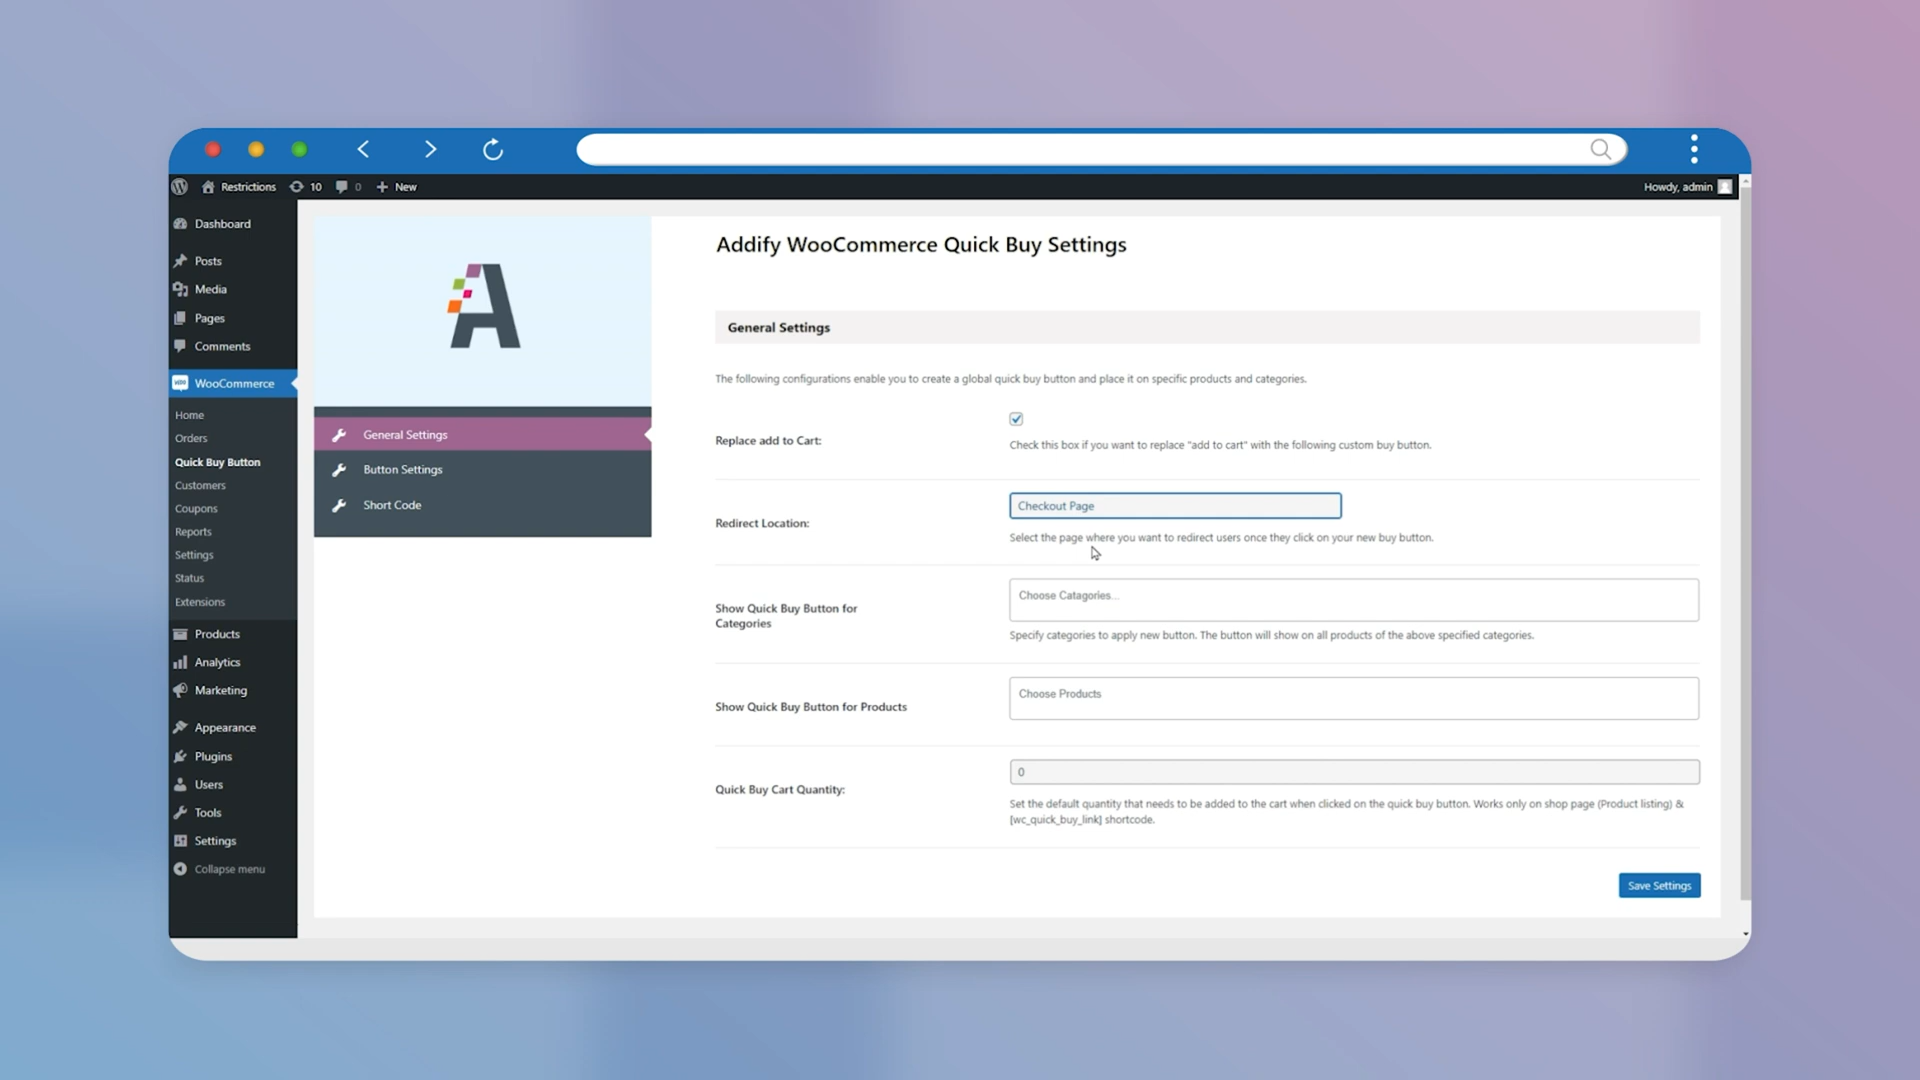 Restrictions 10 0 New
Howdy, admin
Dashboard
Posts
Media
Pages
Comments
WooCommerce
Home
Orders
Quick Buy Button
Customers
Coupons
Reports
Settings
Status
Extensions
Products
Analytics
Marketing
Appearance
Plugins
Users
Tools
Settings
Collapse menu
General Settings
Button Settings
Short Code
Addify WooCommerce Quick Buy Settings
General Settings
The following configurations enable you to create a global quick buy button and place it on specific products and categories.
Replace add to Cart:
Check this box if you want to replace "add to cart" with the following custom buy button.
Redirect Location:
Checkout Page
Select the page where you want to redirect users once they click on your new buy button.
Show Quick Buy Button for
Categories
Choose Catagories...
Specify categories to apply new button. The button will show on all products of the above specified categories.
Show Quick Buy Button for Products
Choose Products
Quick Buy Cart Quantity:
0
Set the default quantity that needs to be added to the cart when clicked on the quick buy button. Works only on shop page (Product listing) &
[wc_quick_buy_link] shortcode.
Save Settings